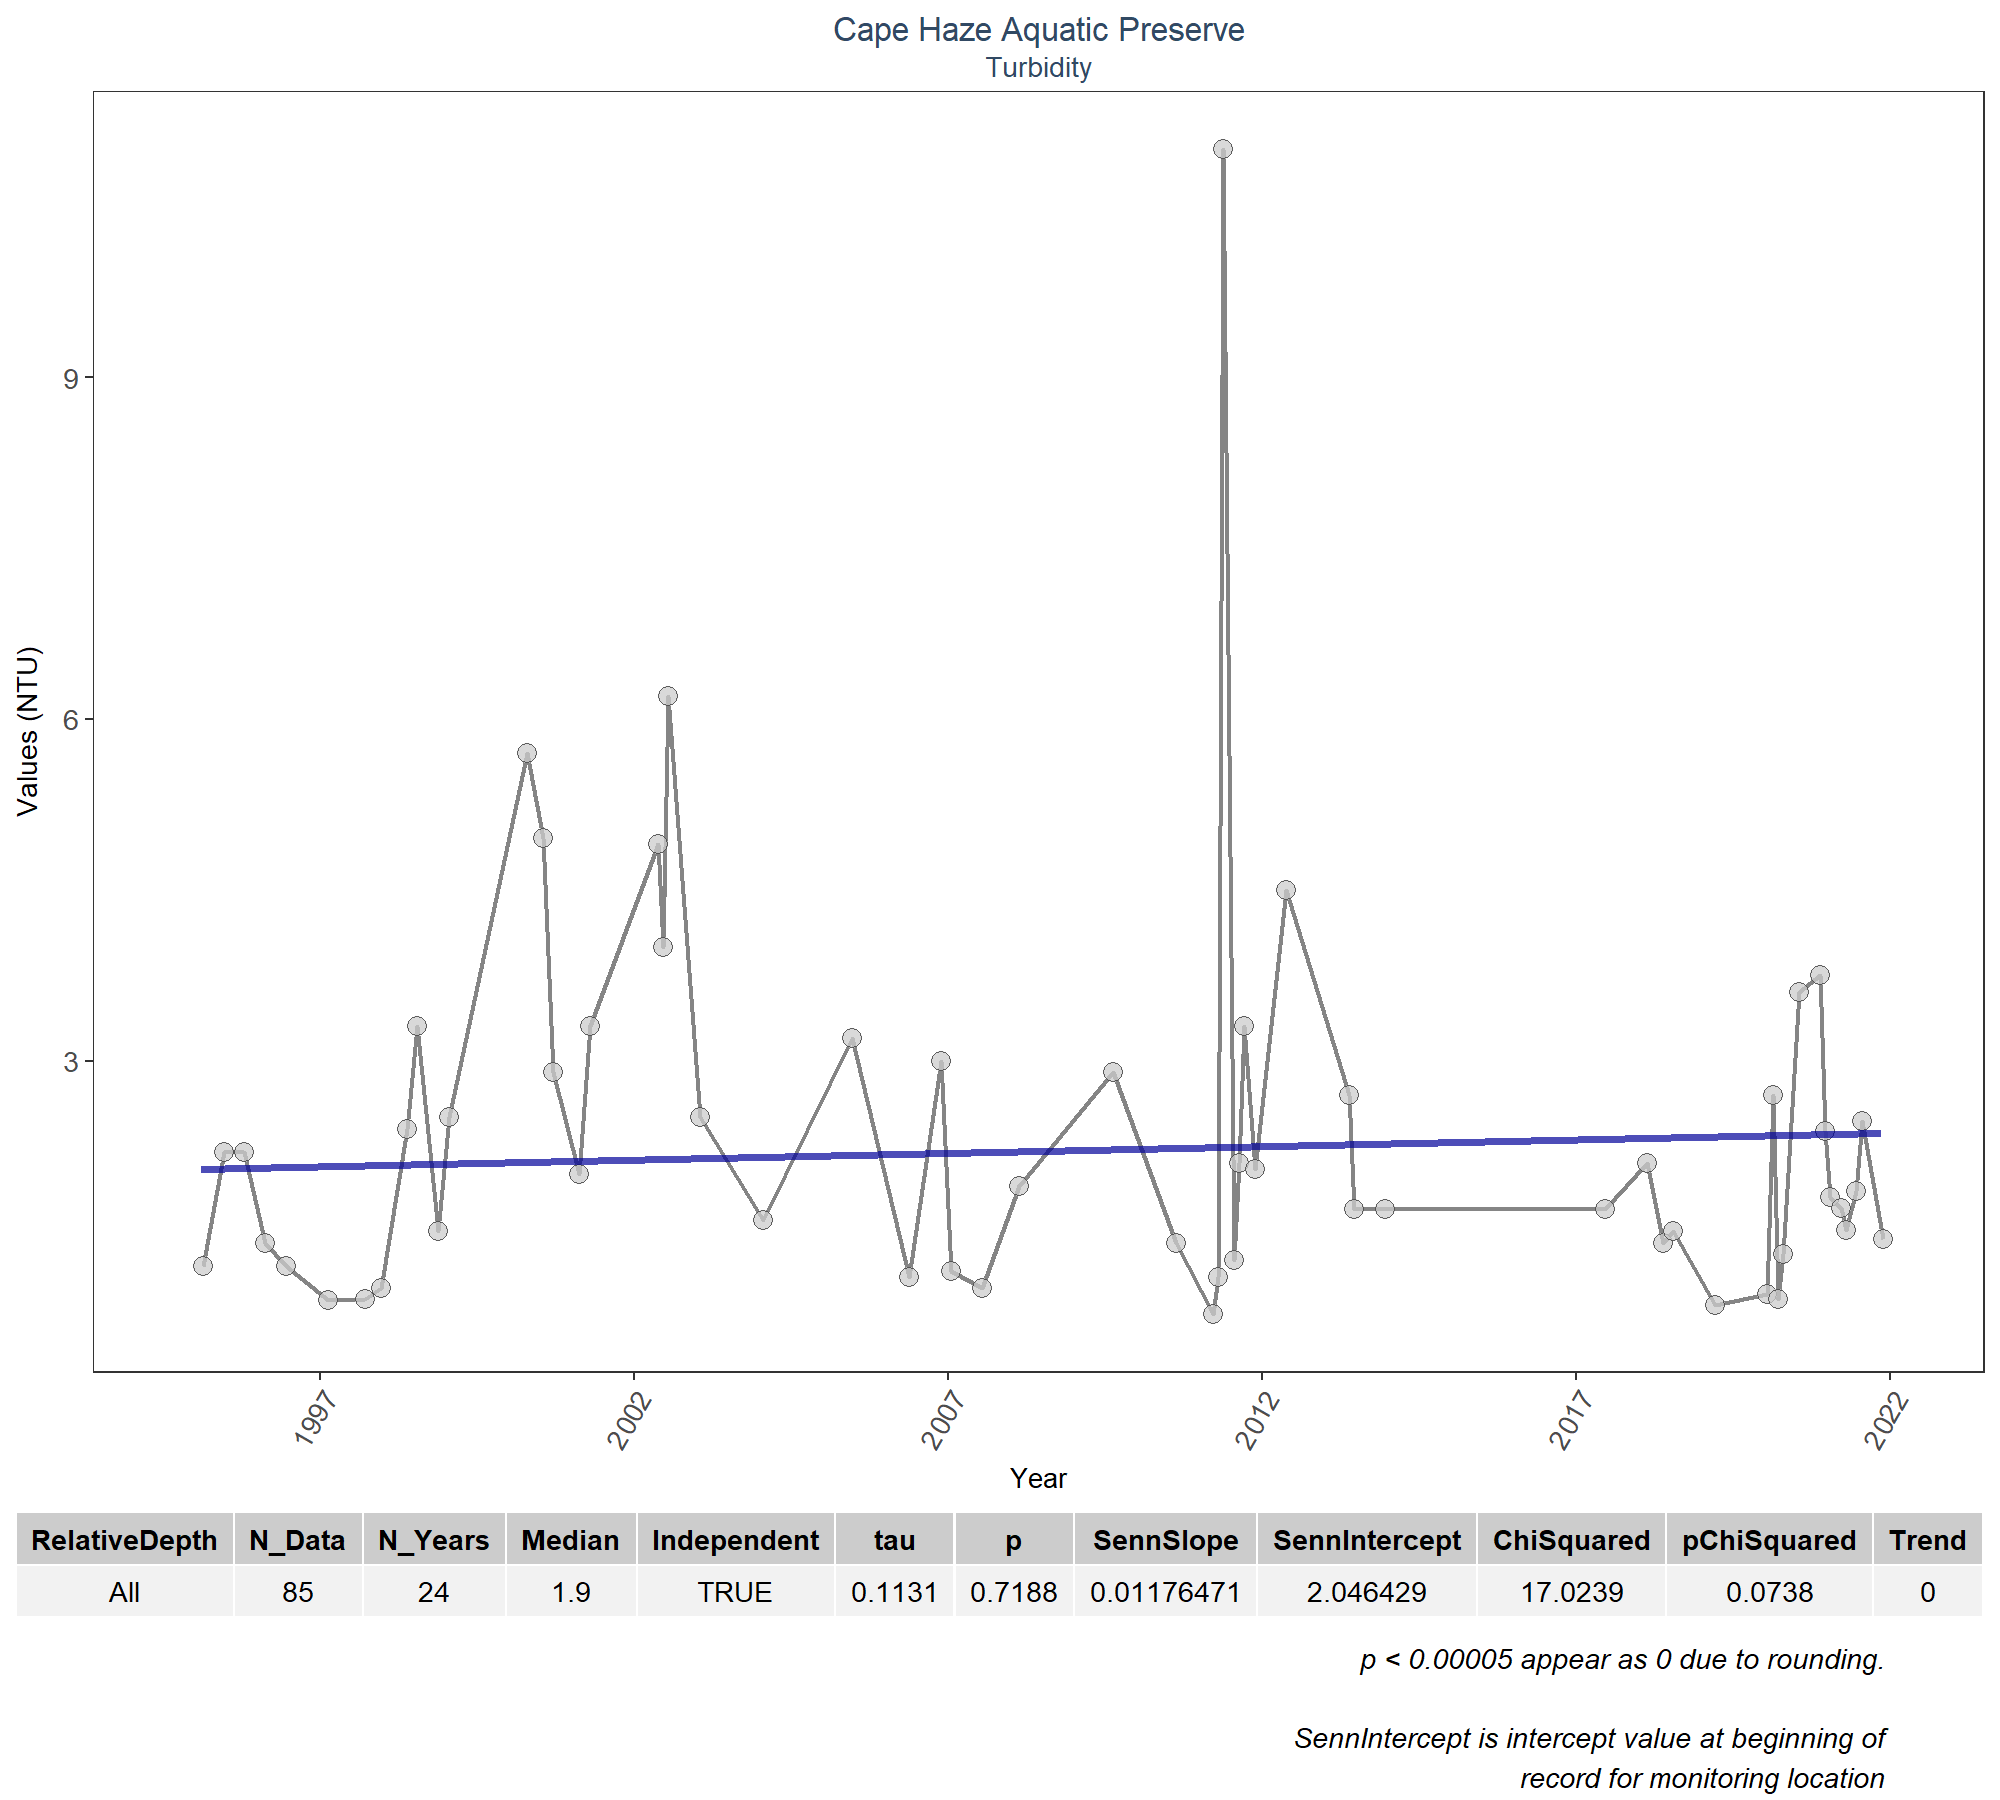 Cape Haze Aquatic Preserve
Turbidity
Values (NTU)
9
6
3
1997 2002 2007 2012 2017 2022
Year
RelativeDepth N_Data N_Years Median Independent tau p SennSlope SennIntercept ChiSquared pChiSquared Trend
All 85 24 1.9 TRUE 0.1131 0.7188 0.01176471 2.046429 17.0239 0.0738 0
p < 0.00005 appear as 0 due to rounding.
SennIntercept is intercept value at beginning of
record for monitoring location